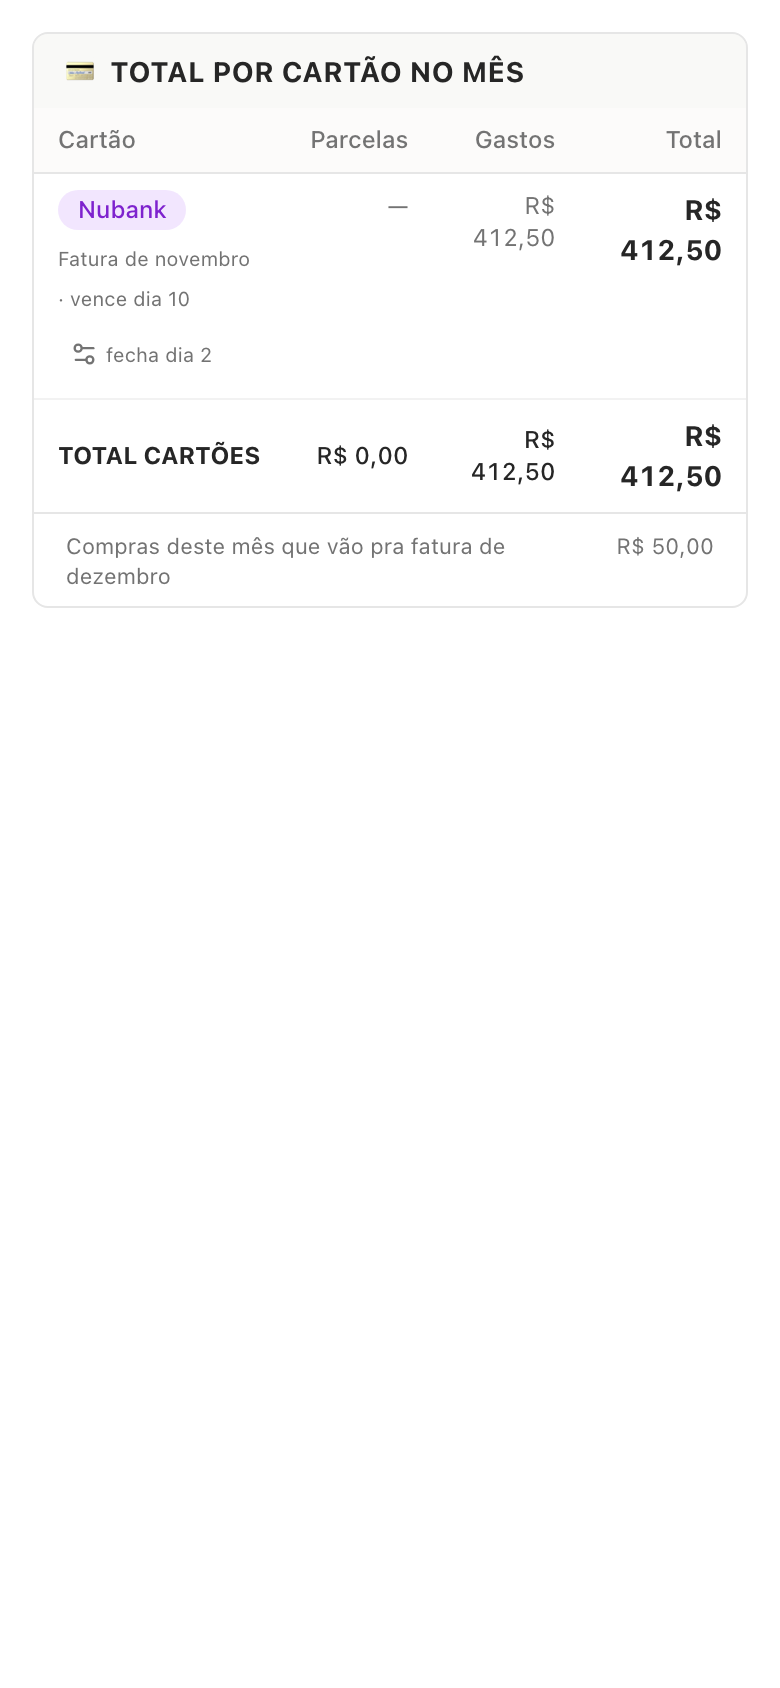 TOTAL POR CARTÃO NO MÊS
Cartão Parcelas Gastos Total
Nubank — R$ 412,50 R$ 412,50
Fatura de novembro
· vence dia 10
fecha dia 2
TOTAL CARTÕES R$ 0,00 R$ 412,50 R$ 412,50
Compras deste mês que vão pra fatura de R$ 50,00
dezembro